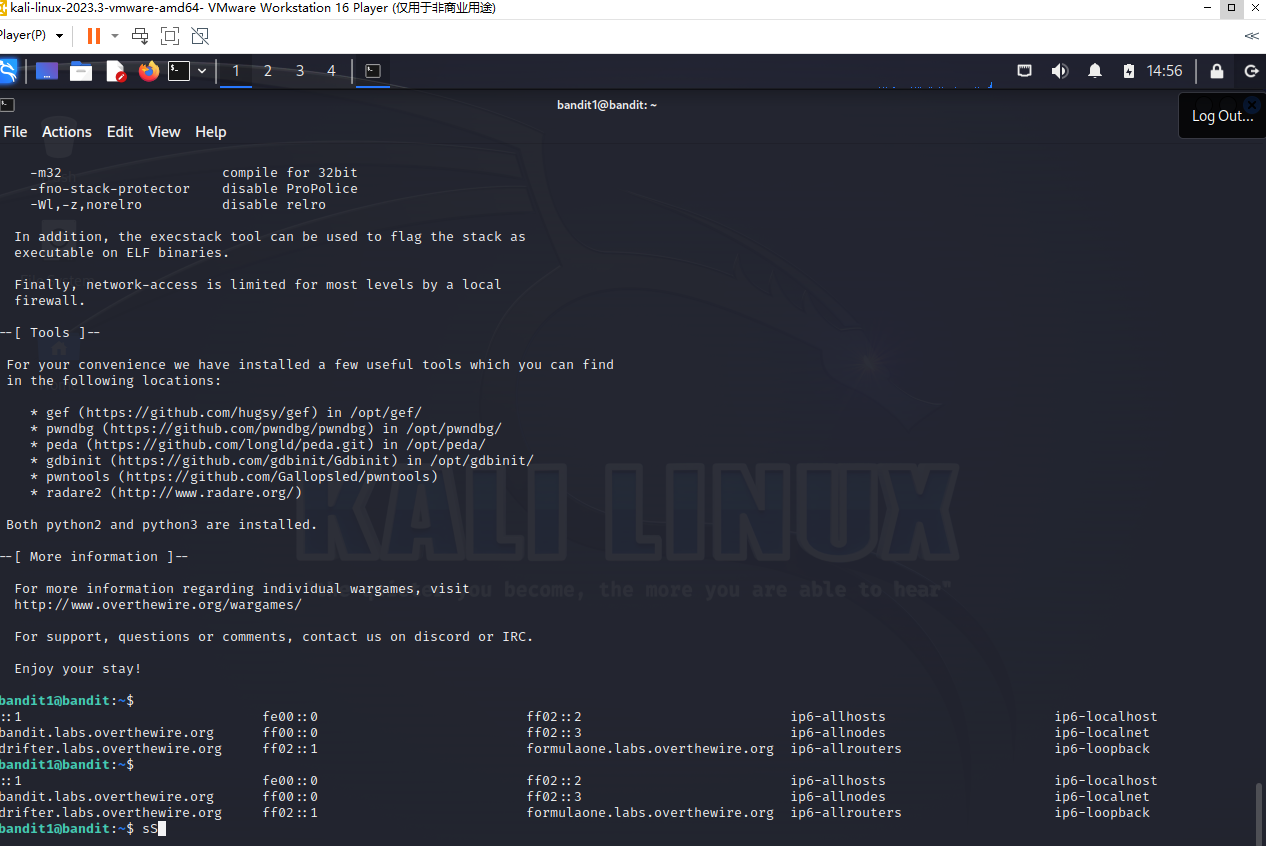 kali-linux-2023.3-vmware-amd64- VMware Workstation 16 Player (仅用于非商业用途)
Player(P)
1 2 3 4 14:56
bandit1@bandit: ~
Log Out...
File Actions Edit View Help
-m32 compile for 32bit
-fno-stack-protector disable ProPolice
-Wl,-z,norelro disable relro
In addition, the execstack tool can be used to flag the stack as
executable on ELF binaries.
Finally, network-access is limited for most levels by a local
firewall.
--[ Tools ]--
For your convenience we have installed a few useful tools which you can find
in the following locations:
* gef (https://github.com/hugsy/gef) in /opt/gef/
* pwndbg (https://github.com/pwndbg/pwndbg) in /opt/pwndbg/
* peda (https://github.com/longld/peda.git) in /opt/peda/
* gdbinit (https://github.com/gdbinit/Gdbinit) in /opt/gdbinit/
* pwntools (https://github.com/Gallopsled/pwntools)
* radare2 (http://www.radare.org/)
KALI LINUX
Both python2 and python3 are installed.
--[ More information ]--
For more information regarding individual wargames, visit
become, the more you are able to hear"
http://www.overthewire.org/wargames/
For support, questions or comments, contact us on discord or IRC.
Enjoy your stay!
bandit1@bandit:~$
::1 fe00::0 ff02::2 ip6-allhosts ip6-localhost
bandit.labs.overthewire.org ff00::0 ff02::3 ip6-allnodes ip6-localnet
drifter.labs.overthewire.org ff02::1 formulaone.labs.overthewire.org ip6-allrouters ip6-loopback
bandit1@bandit:~$
::1 fe00::0 ff02::2 ip6-allhosts ip6-localhost
bandit.labs.overthewire.org ff00::0 ff02::3 ip6-allnodes ip6-localnet
drifter.labs.overthewire.org ff02::1 formulaone.labs.overthewire.org ip6-allrouters ip6-loopback
bandit1@bandit:~$ sS